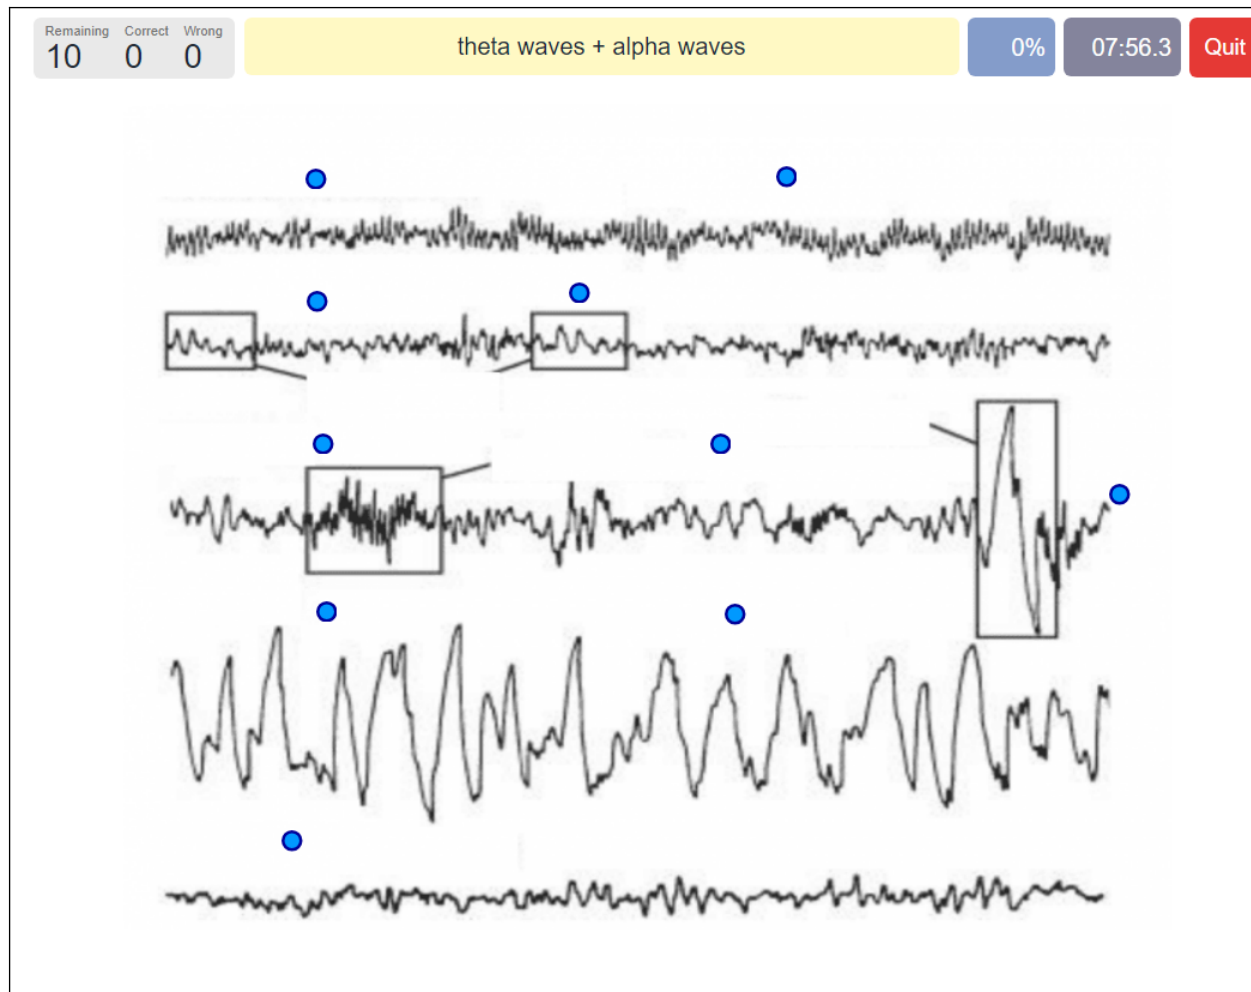 Remaining Correct Wrong
10 0 0
theta waves + alpha waves
0%
07:56.3
Quit